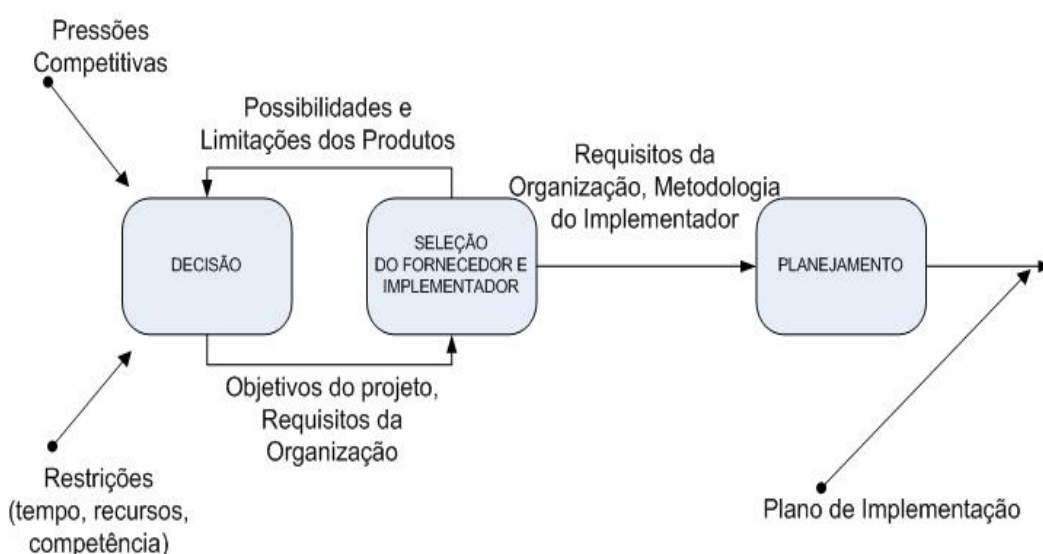 Pressões
Competitivas
Possibilidades e
Limitações dos Produtos
Requisitos da
Organização, Metodologia
do Implementador
DECISÃO
SELEÇÃO
DO FORNECEDOR E
IMPLEMENTADOR
PLANEJAMENTO
Objetivos do projeto,
Requisitos da
Organização
Restrições
(tempo, recursos,
competência)
Plano de Implementação